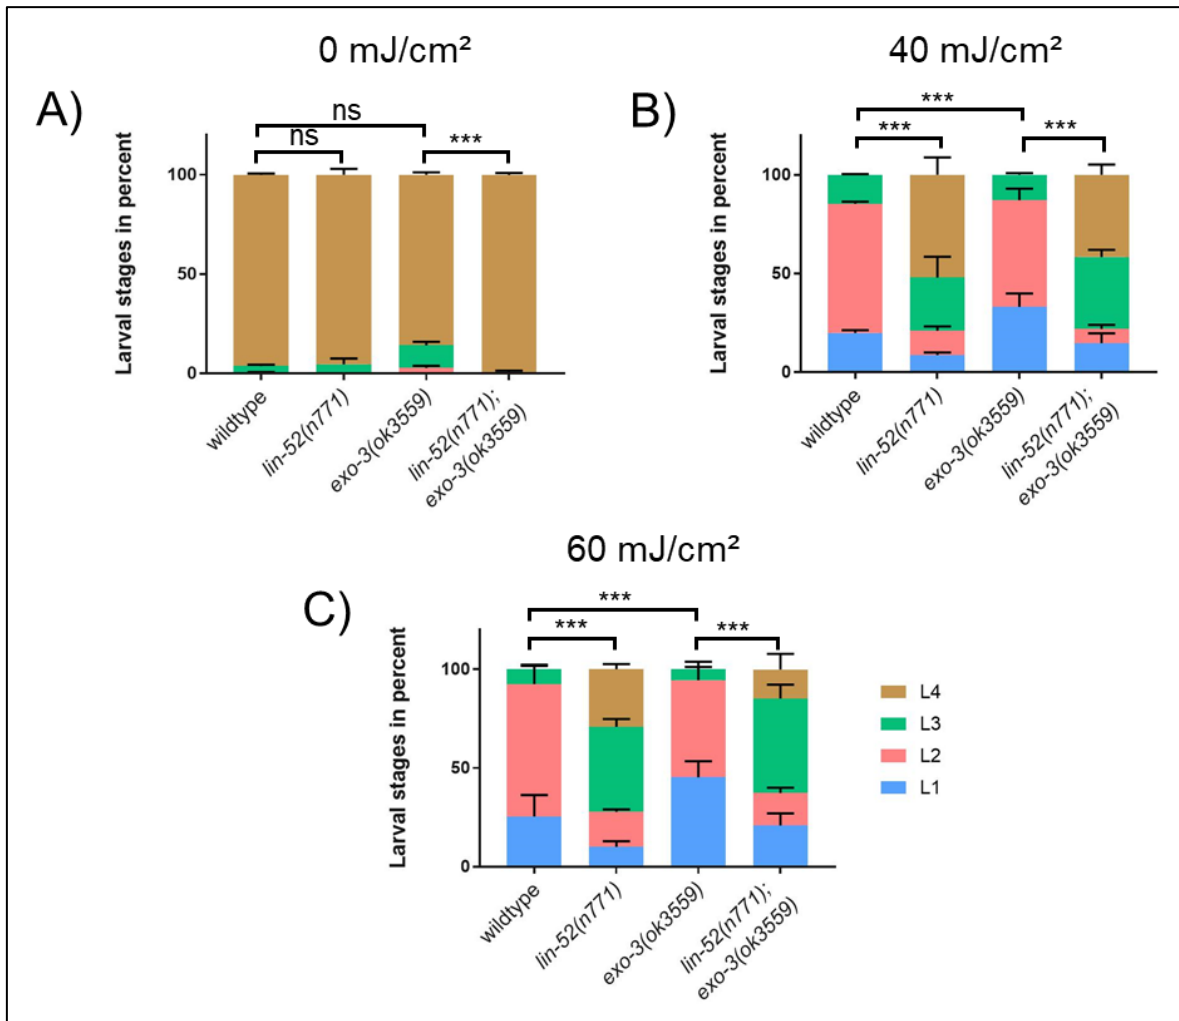 0 mJ/cm²
A)
ns
ns
***
Larval stages in percent
100
50
0
wildtype
lin-52(n771)
exo-3(ok3559)
lin-52(n771);
exo-3(ok3559)
40 mJ/cm²
B)
***
***
***
Larval stages in percent
100
50
0
wildtype
lin-52(n771)
exo-3(ok3559)
lin-52(n771);
exo-3(ok3559)
60 mJ/cm²
C)
***
***
***
Larval stages in percent
100
50
0
wildtype
lin-52(n771)
exo-3(ok3559)
lin-52(n771);
exo-3(ok3559)
L4
L3
L2
L1